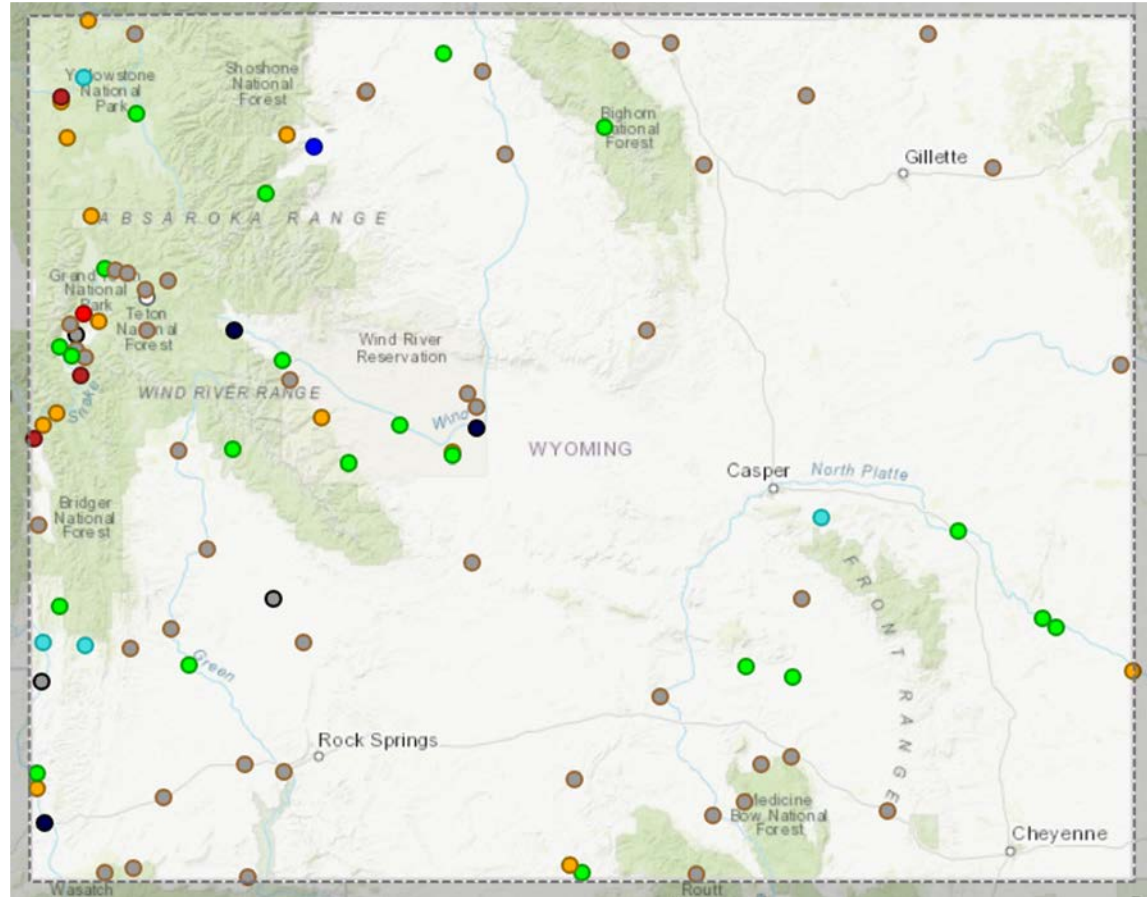 Yellowstone
National
Park
Shoshone
National
Forest
Bighorn
National
Forest
Gillette
ABSAROKA RANGE
Grand Teton
National
Park
Teton
National
Forest
Wind River
Reservation
WIND RIVER RANGE
Snake
Wind
WYOMING
Casper
North Platte
Bridger
National
Forest
FRONT RANGE
Green
Rock Springs
Medicine
Bow National
Forest
Cheyenne
Wasatch
Routt